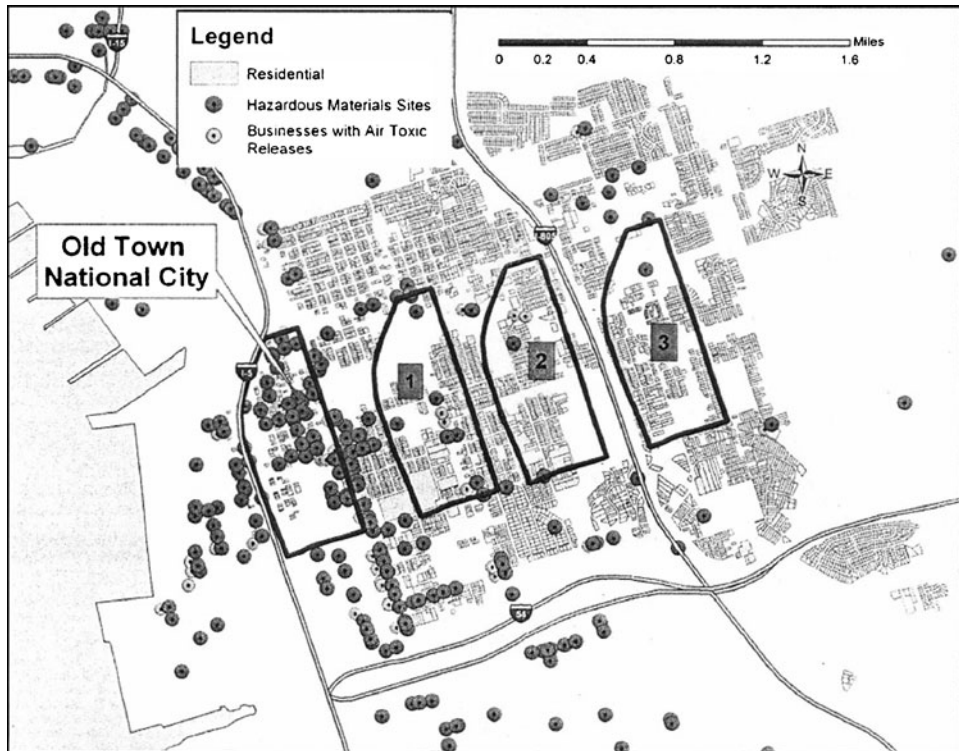 I-15
Legend
Residential
Hazardous Materials Sites
Businesses with Air Toxic
Releases
Miles
0 0.2 0.4 0.8 1.2 1.6
N
W E
S
Old Town
National City
I-5
1
2
3
54